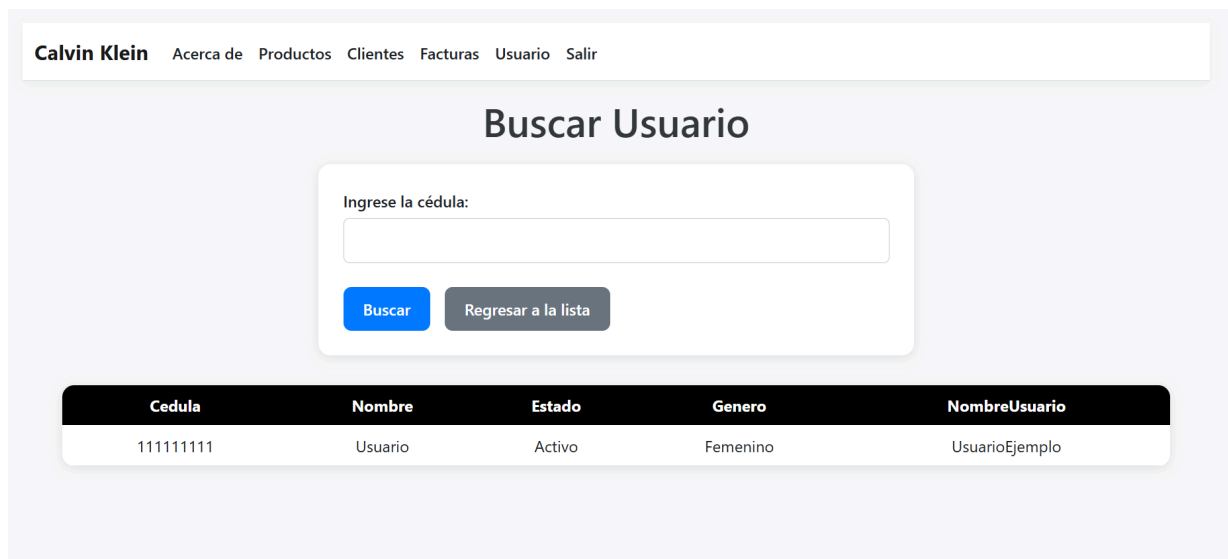 Calvin Klein Acerca de Productos Clientes Facturas Usuario Salir
Buscar Usuario
Ingrese la cédula:
Buscar Regresar a la lista
Cedula Nombre Estado Genero NombreUsuario
111111111 Usuario Activo Femenino UsuarioEjemplo